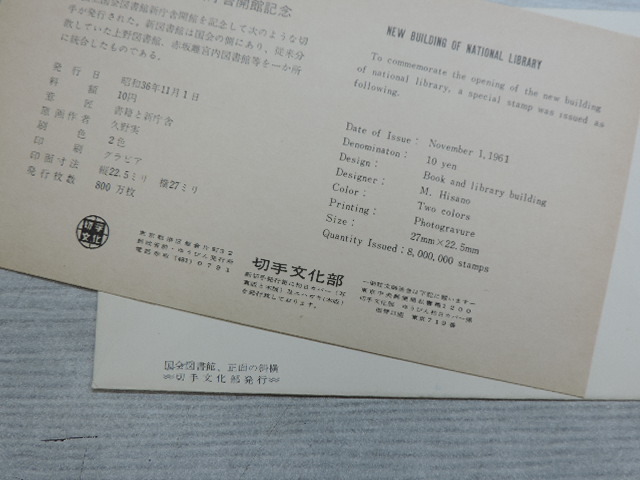 庁舎開館記念
国会図書館新庁舎開館を記念して次のような切
手が発行された。新図書館は国会の側にあり、従来分
散していた上野図書館、赤坂離宮内図書館等を一か所
に統合したものである。
発行日 昭和36年11月1日
料額 10円
意匠 書籍と新庁舎
原画作者 久野実
刷色 2色
印刷 グラビア
印面寸法 縦22.5ミリ 横27ミリ
発行枚数 800万枚
切手
文化
切手文化部
NEW BUILDING OF NATIONAL LIBRARY
To commemorate the opening of the new building
of national library, a special stamp was issued as
following.
Date of Issue: November 1,1961
Denominaton: 10 yen
Design: Book and library building
Designer: M. Hisano
Color: Two colors
Printing: Photogravure
Size: 27mm×22.5mm
Quantity Issued: 8,000,000 stamps
国会図書館、正面の斜横
切手文化部発行